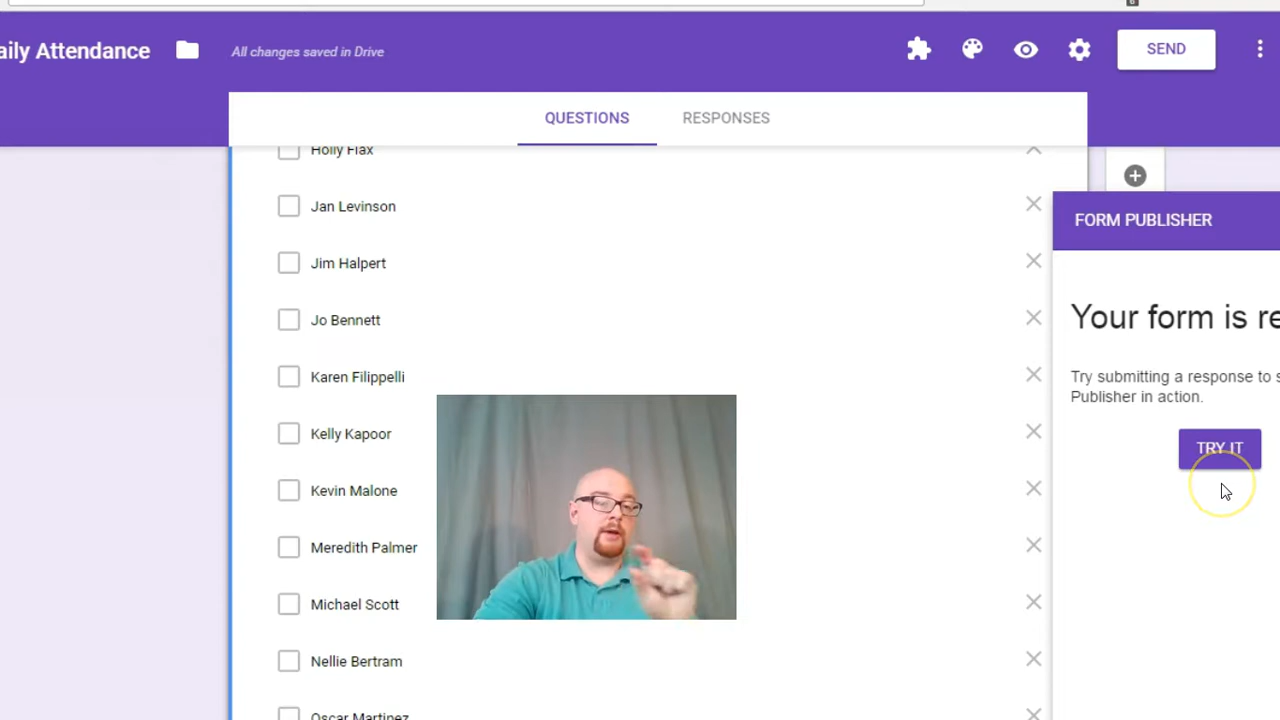 aily Attendance
All changes saved in Drive
SEND
QUESTIONS
RESPONSES
Holly Flax
Jan Levinson
Jim Halpert
Jo Bennett
Karen Filippelli
Kelly Kapoor
Kevin Malone
Meredith Palmer
Michael Scott
Nellie Bertram
Oscar Martinez
FORM PUBLISHER
Your form is re
Try submitting a response to s
Publisher in action.
TRY IT